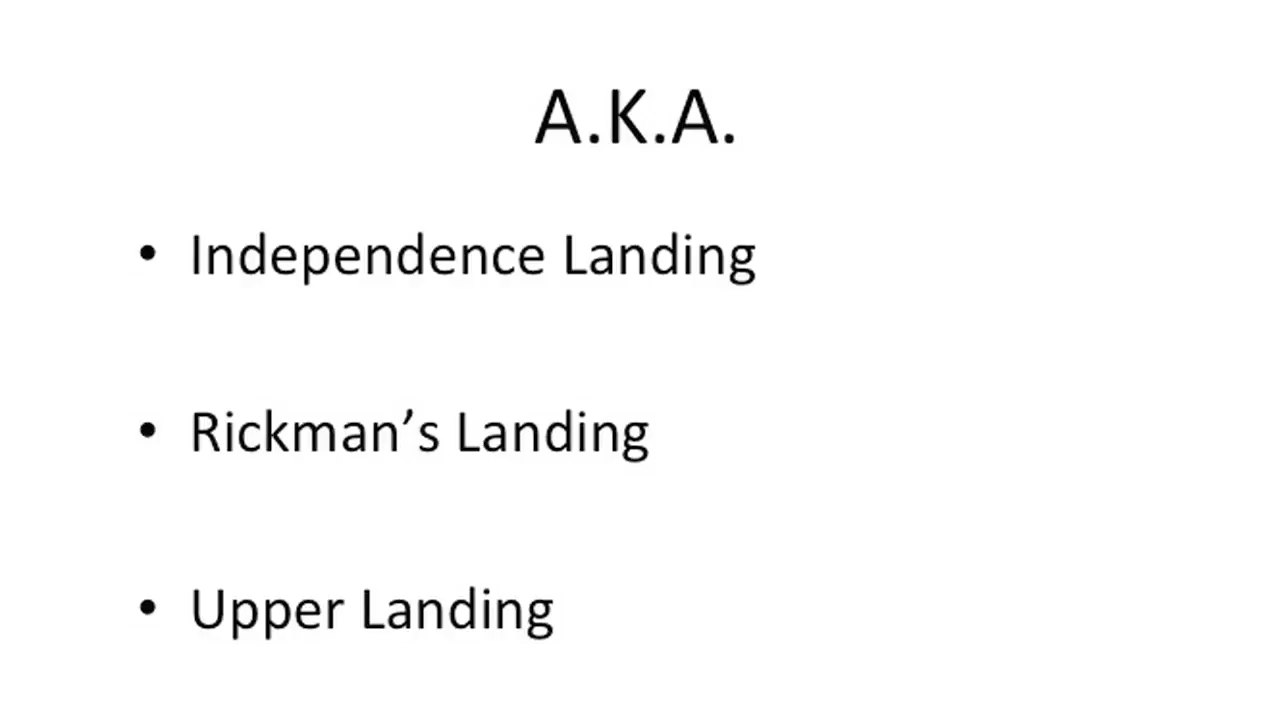 A.K.A.
• Independence Landing
• Rickman’s Landing
• Upper Landing